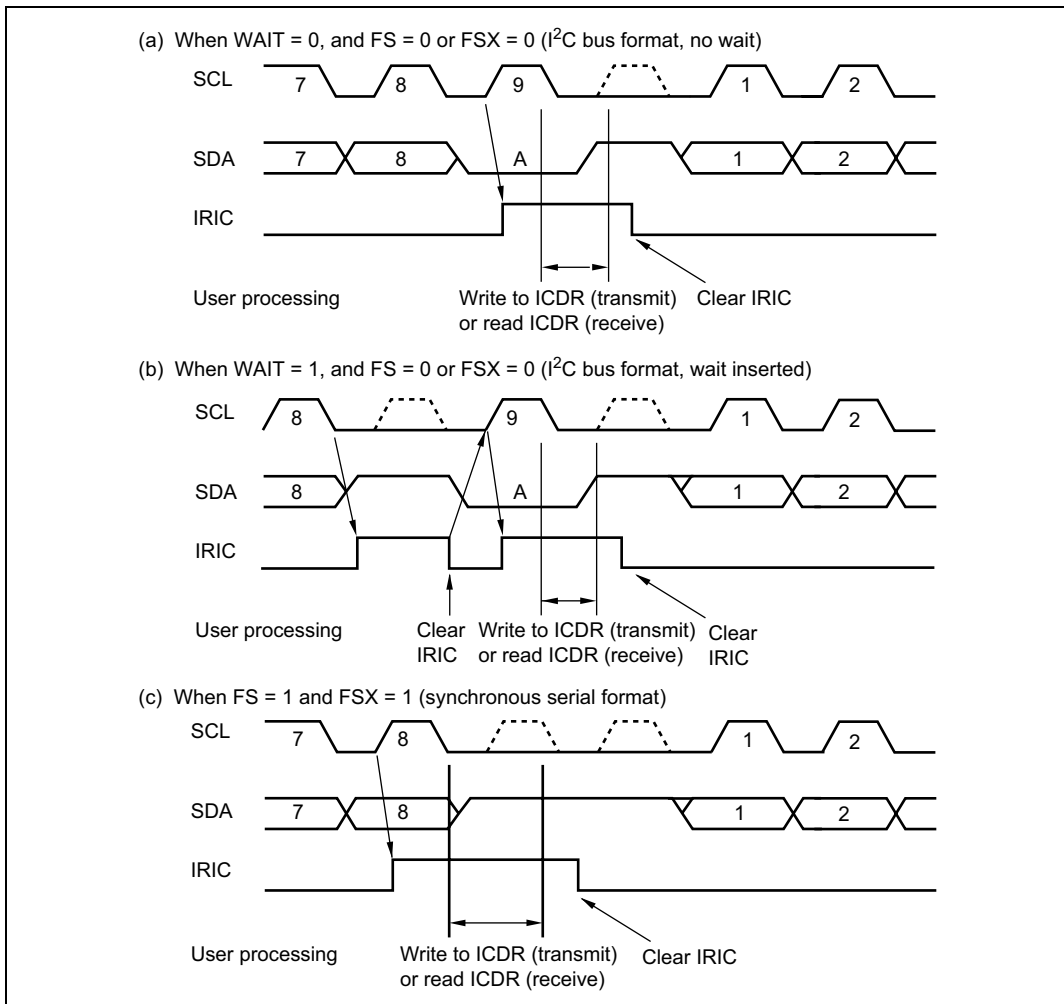 (a) When WAIT = 0, and FS = 0 or FSX = 0 (I²C bus format, no wait)
SCL
7 8 9 1 2
SDA
7 8 A 1 2
IRIC
User processing
Write to ICDR (transmit)
or read ICDR (receive)
Clear IRIC
(b) When WAIT = 1, and FS = 0 or FSX = 0 (I²C bus format, wait inserted)
SCL
8 9 1 2
SDA
8 A 1 2
IRIC
User processing
Clear
IRIC
Write to ICDR (transmit)
or read ICDR (receive)
Clear
IRIC
(c) When FS = 1 and FSX = 1 (synchronous serial format)
SCL
7 8 1 2
SDA
7 8 1 2
IRIC
User processing
Write to ICDR (transmit)
or read ICDR (receive)
Clear IRIC